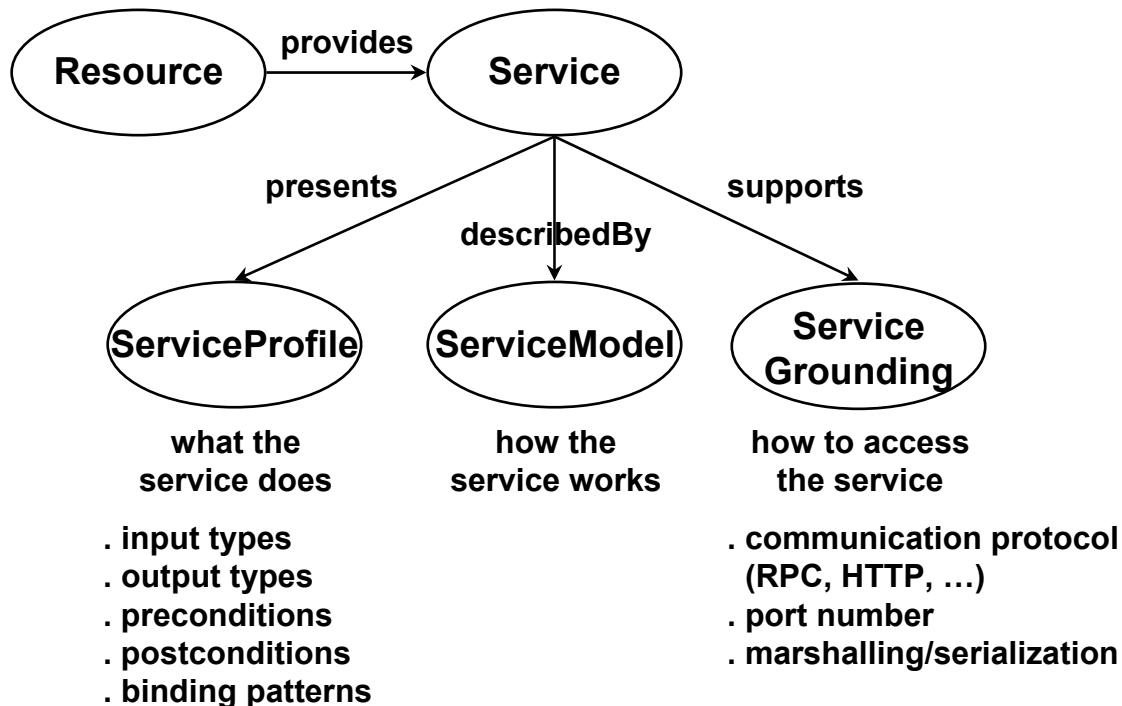 provides
Resource
Service
presents
describedBy
supports
ServiceProfile
ServiceModel
Service
Grounding
what the
service does
how the
service works
how to access
the service
. input types
. output types
. preconditions
. postconditions
. binding patterns
. communication protocol
(RPC, HTTP, …)
. port number
. marshalling/serialization